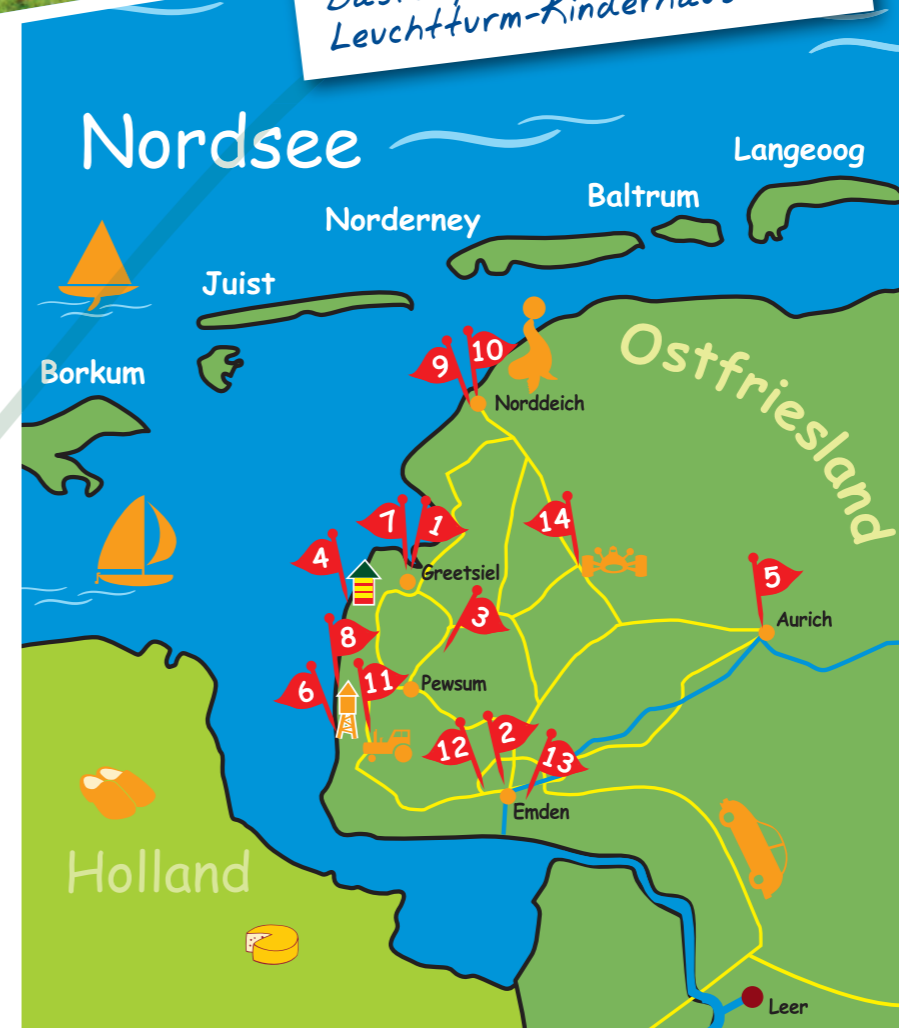 Leuchtturm-Kinderhaus
Nordsee
Langeoog
Baltrum
Norderney
Juist
Borkum
Ostfriesland
9
10
Norddeich
7
1
14
4
Greetsiel
5
3
Aurich
8
6
11
Pewsum
12
2
13
Emden
Holland
Leer